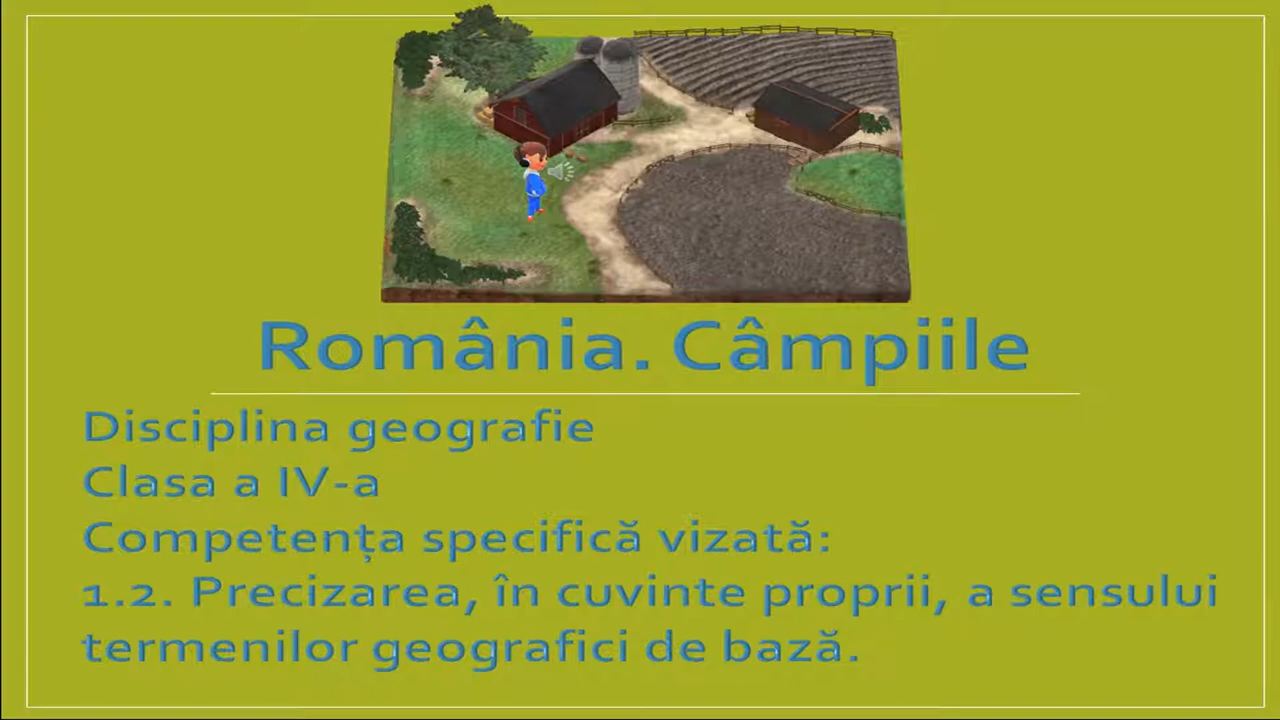 România. Câmpiile
Disciplina geografie
Clasa a IV-a
Competența specifică vizată:
1.2. Precizarea, în cuvinte proprii, a sensului
termenilor geografici de bază.